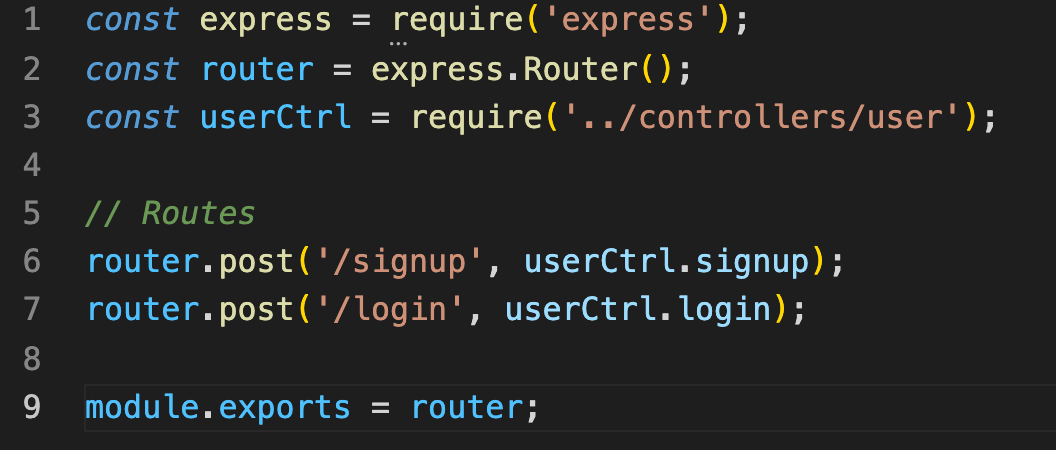 1 const express = require('express');
2 const router = express.Router();
3 const userCtrl = require('../controllers/user');
4
5 // Routes
6 router.post('/signup', userCtrl.signup);
7 router.post('/login', userCtrl.login);
8
9 module.exports = router;